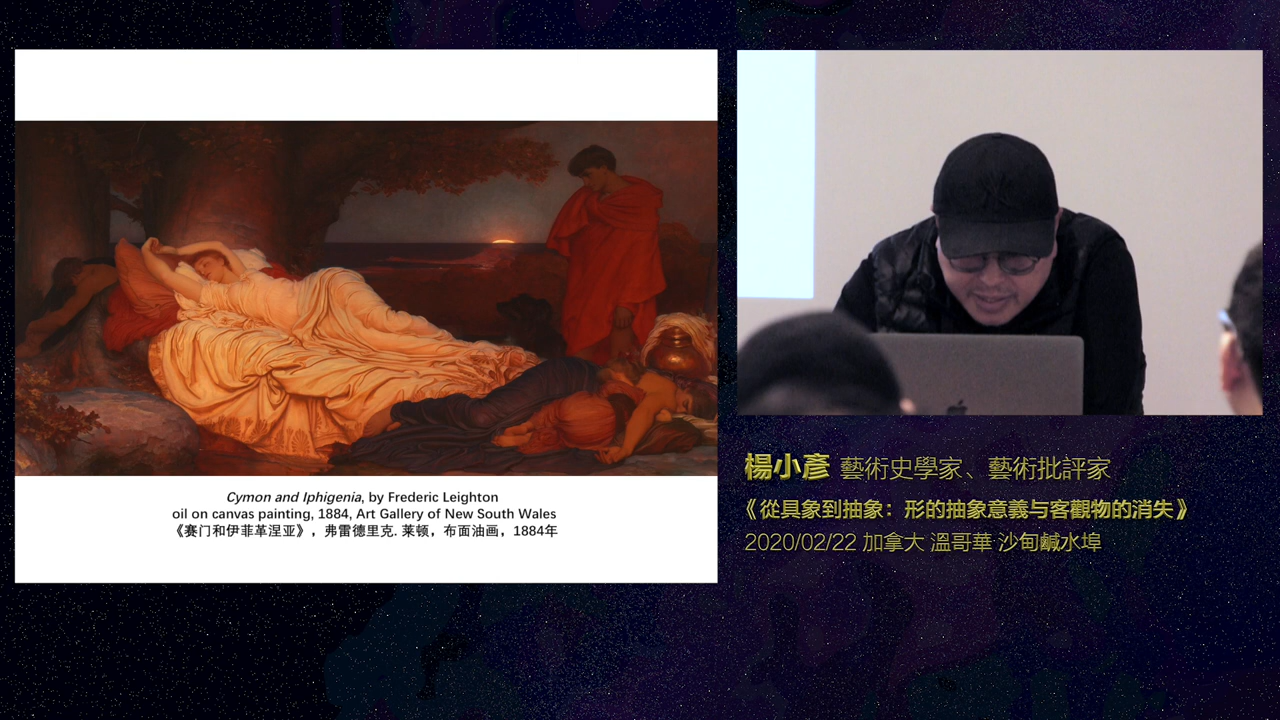 Cymon and Iphigenia, by Frederic Leighton
oil on canvas painting, 1884, Art Gallery of New South Wales
《赛门和伊菲革涅亚》，弗雷德里克. 莱顿，布面油画，1884年
楊小彥 藝術史學家、藝術批評家
《從具象到抽象：形的抽象意義与客觀物的消失》
2020/02/22 加拿大 溫哥華 沙甸鹹水埠